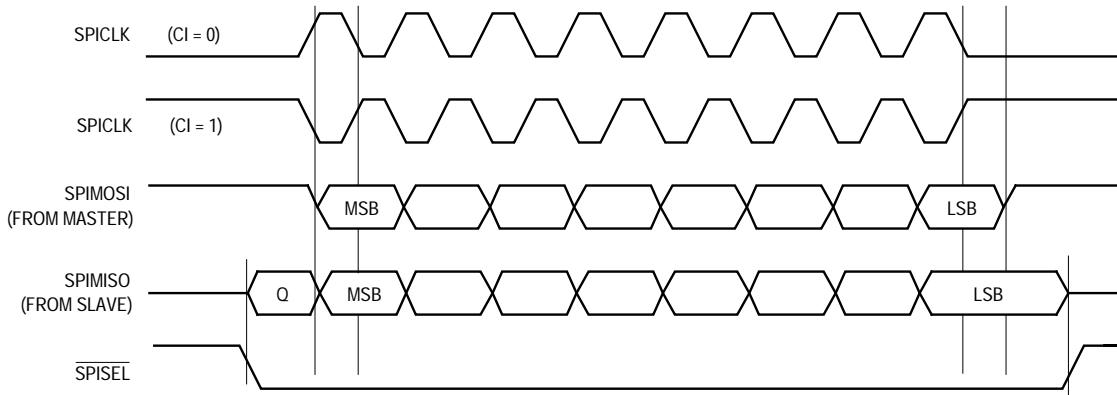 SPICLK (CI = 0)
SPICLK (CI = 1)
SPIMOSI
(FROM MASTER)
MSB LSB
SPIMISO
(FROM SLAVE)
Q MSB LSB
SPISEL